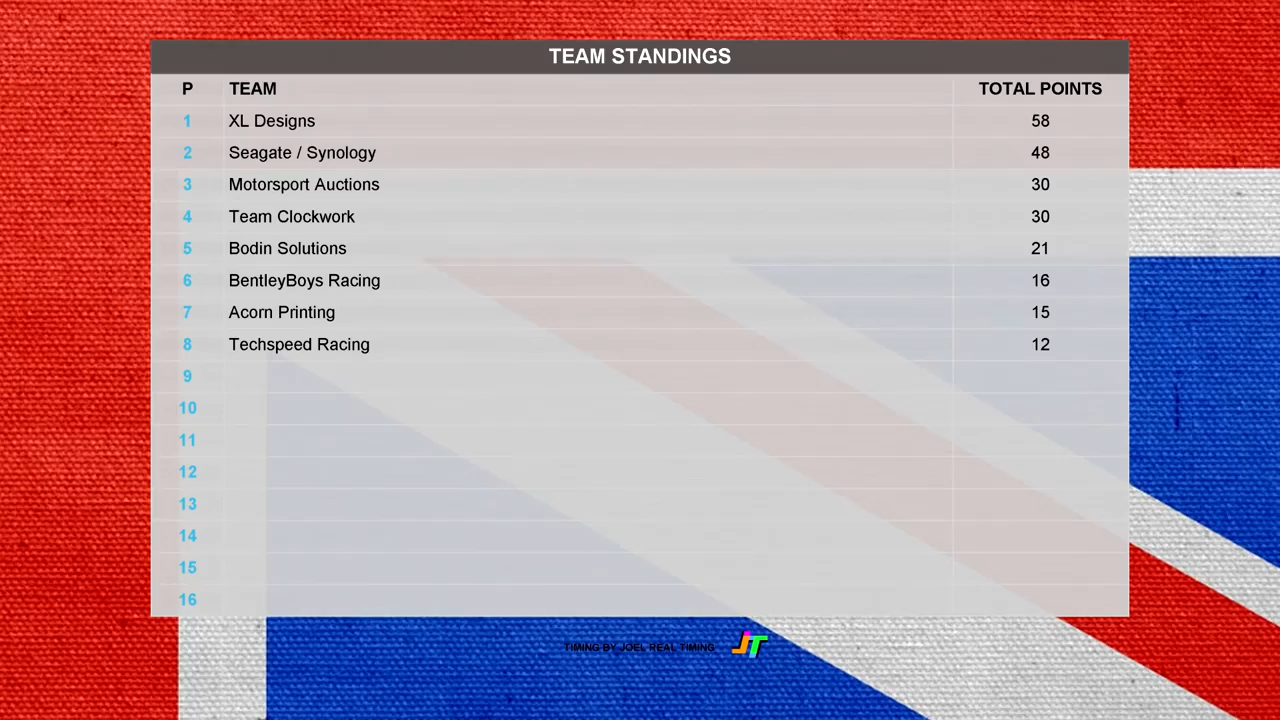 TEAM STANDINGS
P TEAM TOTAL POINTS
1 XL Designs 58
2 Seagate / Synology 48
3 Motorsport Auctions 30
4 Team Clockwork 30
5 Bodin Solutions 21
6 BentleyBoys Racing 16
7 Acorn Printing 15
8 Techspeed Racing 12
9
10
11
12
13
14
15
16
TIMING BY JOEL REAL TIMING JT